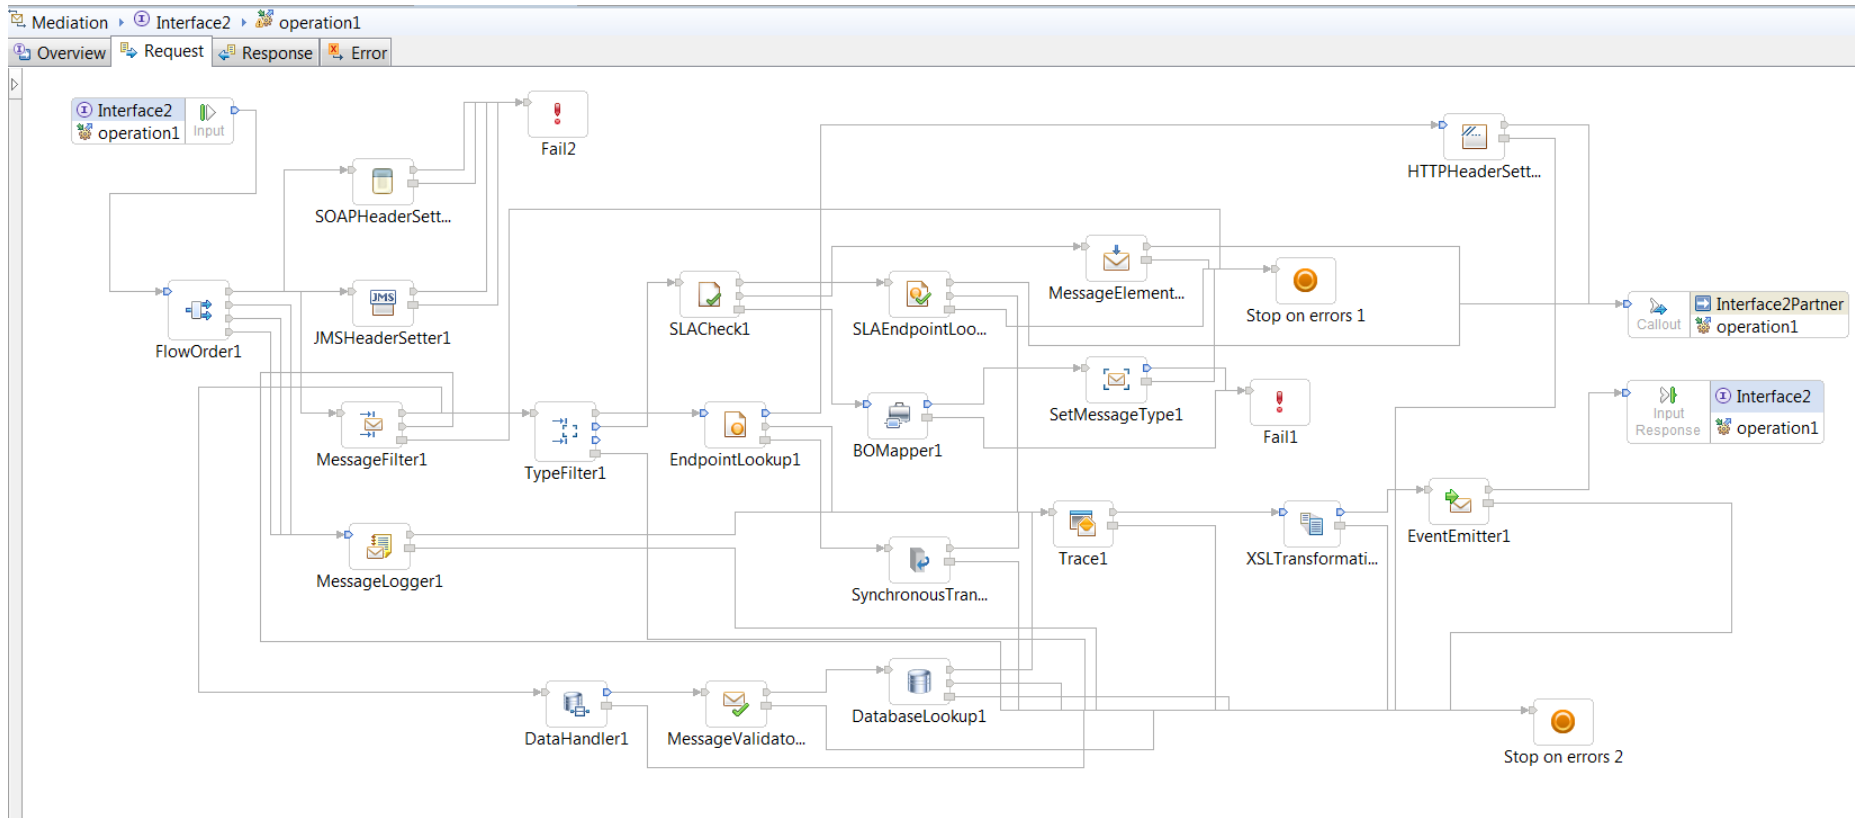 Mediation Interface2 operation1
Overview Request Response Error
Interface2
operation1
Input
Fail2
HTTPHeaderSett...
SOAPHeaderSett...
MessageElement...
Stop on errors 1
SLACheck1
SLAEndpointLoo...
Interface2Partner
operation1
Callout
JMS
JMSHeaderSetter1
FlowOrder1
SetMessageType1
Fail1
Interface2
operation1
Input
Response
MessageFilter1
TypeFilter1
EndpointLookup1
BOMapper1
MessageLogger1
SynchronousTran...
Trace1
XSLTransformati...
EventEmitter1
DataHandler1
MessageValidato...
DatabaseLookup1
Stop on errors 2